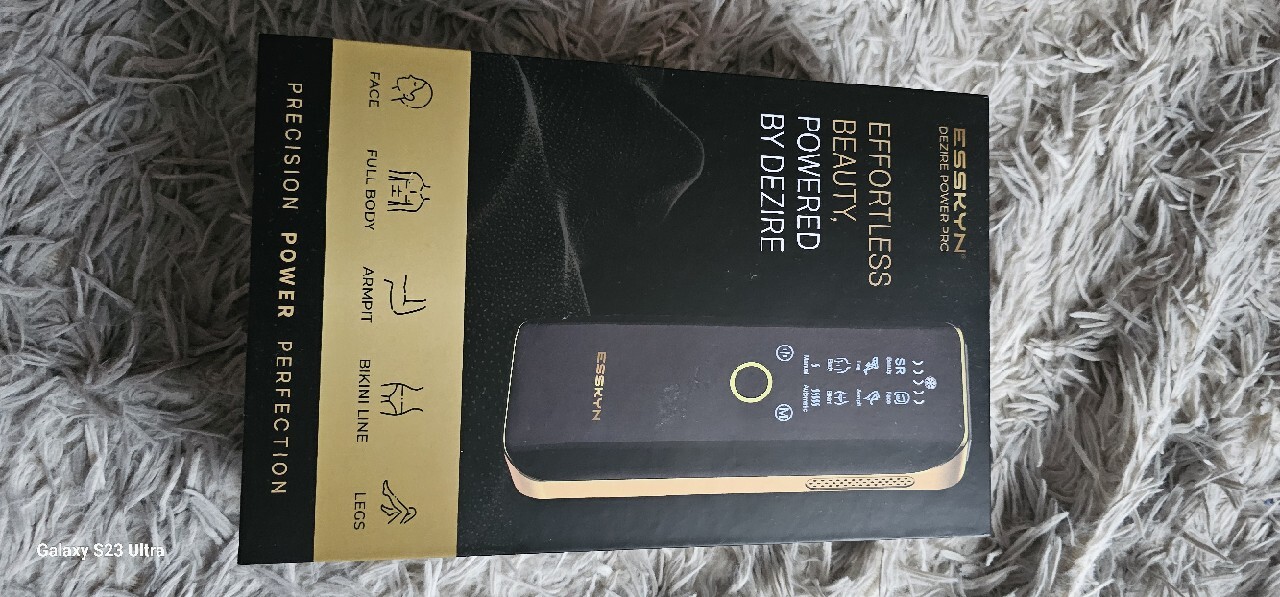 ESSKYN
DEZIRE POWER PRO
EFFORTLESS
BEAUTY,
POWERED
BY DEZIRE
SR
Manual
Automatic
M
ESSKYN
FACE
FULL BODY
ARMPIT
BIKINI LINE
LEGS
PRECISION POWER PERFECTION
Galaxy S23 Ultra